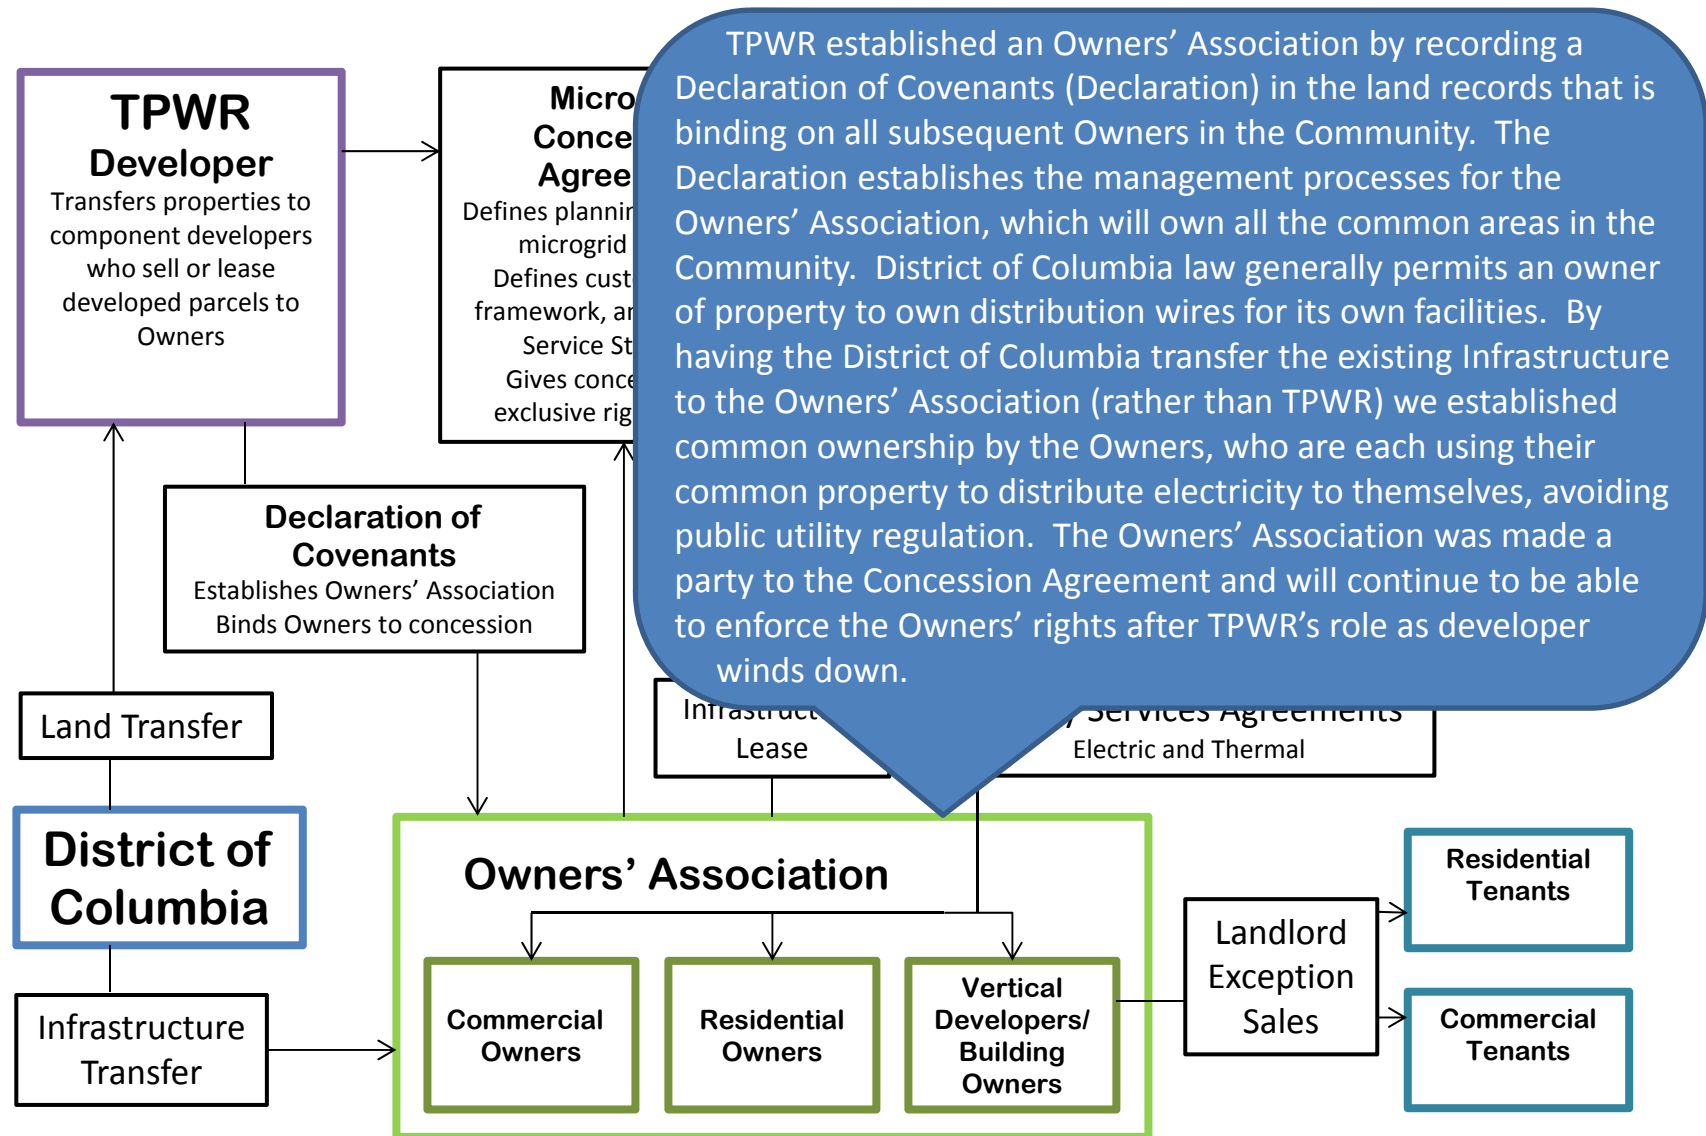 TPWR
Developer
Transfers properties to
component developers
who sell or lease
developed parcels to
Owners
Micro
Conce
Agree
Defines plannin
microgrid
Defines cust
framework, a
Service St
Gives conce
exclusive rig
TPWR established an Owners’ Association by recording a
Declaration of Covenants (Declaration) in the land records that is
binding on all subsequent Owners in the Community. The
Declaration establishes the management processes for the
Owners’ Association, which will own all the common areas in the
Community. District of Columbia law generally permits an owner
of property to own distribution wires for its own facilities. By
having the District of Columbia transfer the existing Infrastructure
to the Owners’ Association (rather than TPWR) we established
common ownership by the Owners, who are each using their
common property to distribute electricity to themselves, avoiding
public utility regulation. The Owners’ Association was made a
party to the Concession Agreement and will continue to be able
to enforce the Owners’ rights after TPWR’s role as developer
winds down.
Declaration of
Covenants
Establishes Owners’ Association
Binds Owners to concession
Land Transfer
Infrastruct
Lease
Services Agreements
Electric and Thermal
District of
Columbia
Infrastructure
Transfer
Owners’ Association
Commercial
Owners
Residential
Owners
Vertical
Developers/
Building
Owners
Landlord
Exception
Sales
Residential
Tenants
Commercial
Tenants